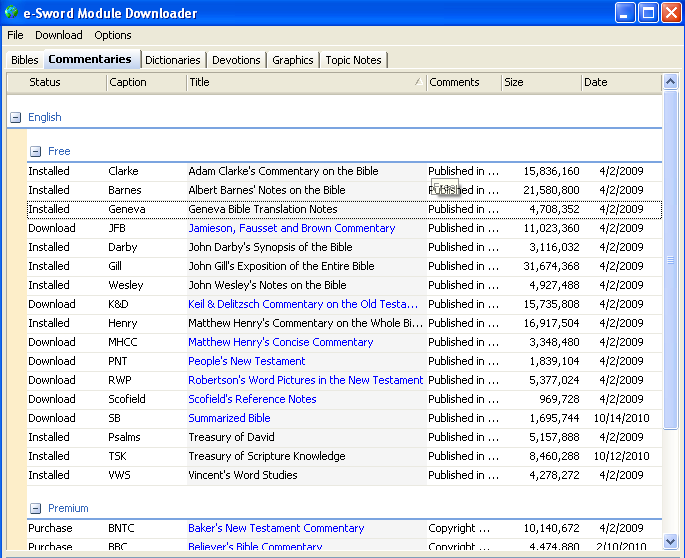 e-Sword Module Downloader
File Download Options
Bibles Commentaries Dictionaries Devotions Graphics Topic Notes
Status Caption Title Comments Size Date
English
Free
Installed Clarke Adam Clarke's Commentary on the Bible Published in ... 15,836,160 4/2/2009
Installed Barnes Albert Barnes' Notes on the Bible Published in ... 21,580,800 4/2/2009
Installed Geneva Geneva Bible Translation Notes Published in ... 4,708,352 4/2/2009
Download JFB Jamieson, Fausset and Brown Commentary Published in ... 11,023,360 4/2/2009
Installed Darby John Darby's Synopsis of the Bible Published in ... 3,116,032 4/2/2009
Installed Gill John Gill's Exposition of the Entire Bible Published in ... 31,674,368 4/2/2009
Installed Wesley John Wesley's Notes on the Bible Published in ... 4,927,488 4/2/2009
Download K&D Keil & Delitzsch Commentary on the Old Testa... Published in ... 15,735,808 4/2/2009
Installed Henry Matthew Henry's Commentary on the Whole Bi... Published in ... 16,917,504 4/2/2009
Download MHCC Matthew Henry's Concise Commentary Published in ... 3,348,480 4/2/2009
Download PNT People's New Testament Published in ... 1,839,104 4/2/2009
Download RWP Robertson's Word Pictures in the New Testament Published in ... 5,377,024 4/2/2009
Download Scofield Scofield's Reference Notes Published in ... 969,728 4/2/2009
Download SB Summarized Bible Published in ... 1,695,744 10/14/2010
Installed Psalms Treasury of David Published in ... 5,157,888 4/2/2009
Installed TSK Treasury of Scripture Knowledge Published in ... 8,460,288 10/12/2010
Installed VWS Vincent's Word Studies Published in ... 4,278,272 4/2/2009
Premium
Purchase BNTC Baker's New Testament Commentary Copyright ... 10,140,672 4/2/2009
Purchase BBC Believer's Bible Commentary Copyright ... 4,474,880 2/10/2010